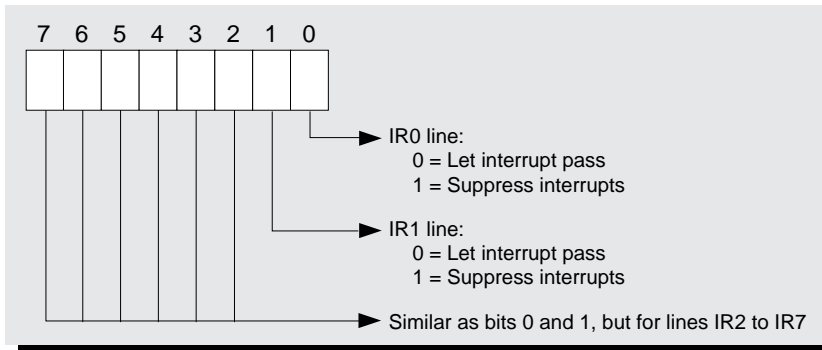 7 6 5 4 3 2 1 0
IR0 line:
0 = Let interrupt pass
1 = Suppress interrupts
IR1 line:
0 = Let interrupt pass
1 = Suppress interrupts
Similar as bits 0 and 1, but for lines IR2 to IR7